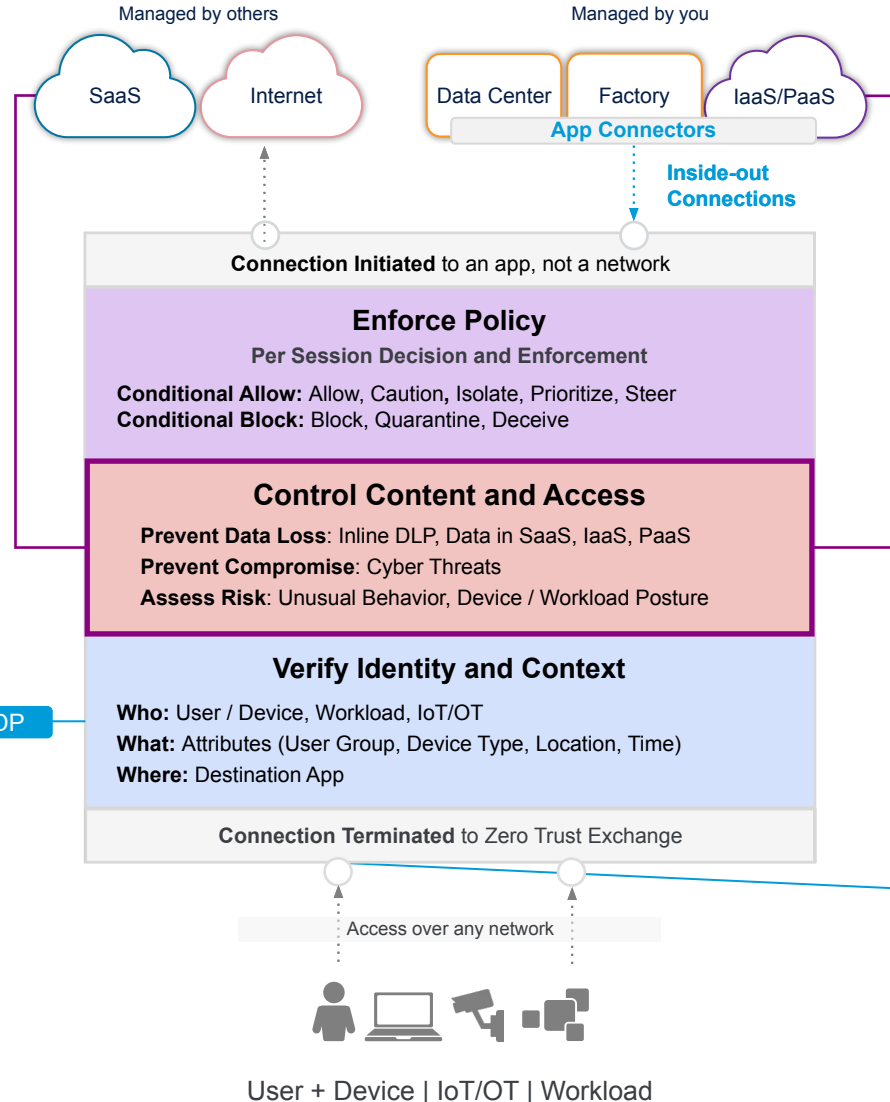 Managed by others
Managed by you
SaaS
Internet
Data Center
Factory
IaaS/PaaS
App Connectors
Inside-out
Connections
Connection Initiated to an app, not a network
Enforce Policy
Per Session Decision and Enforcement
Conditional Allow: Allow, Caution, Isolate, Prioritize, Steer
Conditional Block: Block, Quarantine, Deceive
Control Content and Access
Prevent Data Loss: Inline DLP, Data in SaaS, IaaS, PaaS
Prevent Compromise: Cyber Threats
Assess Risk: Unusual Behavior, Device / Workload Posture
Verify Identity and Context
Who: User / Device, Workload, IoT/OT
What: Attributes (User Group, Device Type, Location, Time)
Where: Destination App
Connection Terminated to Zero Trust Exchange
Access over any network
User + Device | IoT/OT | Workload